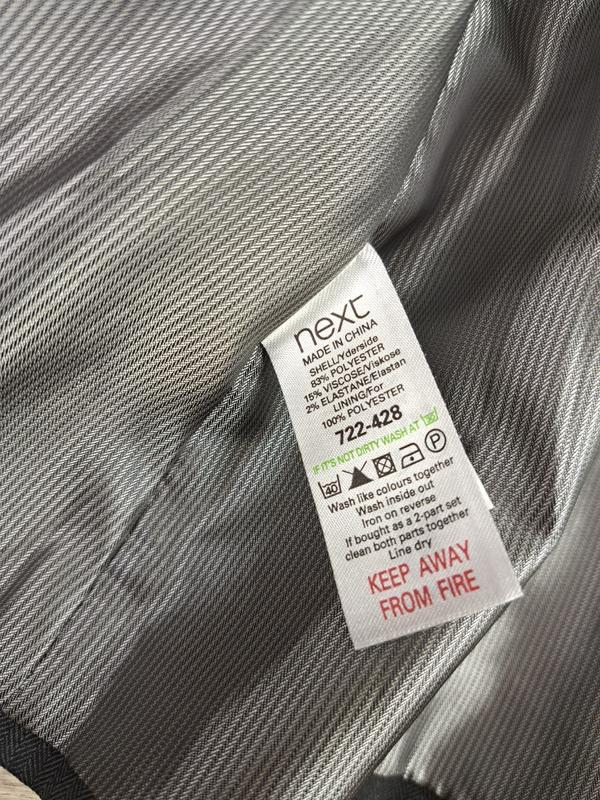 next
MADE IN CHINA
SHELL/Yderside
83% POLYESTER
15% VISCOSE/Viskose
2% ELASTANE/Elastan
LINING/For
100% POLYESTER
722-428
IF IT'S NOT DIRTY WASH AT 30
40 P
Wash like colours together
Wash inside out
Iron on reverse
If bought as a 2-part set
clean both parts together
Line dry
KEEP AWAY
FROM FIRE